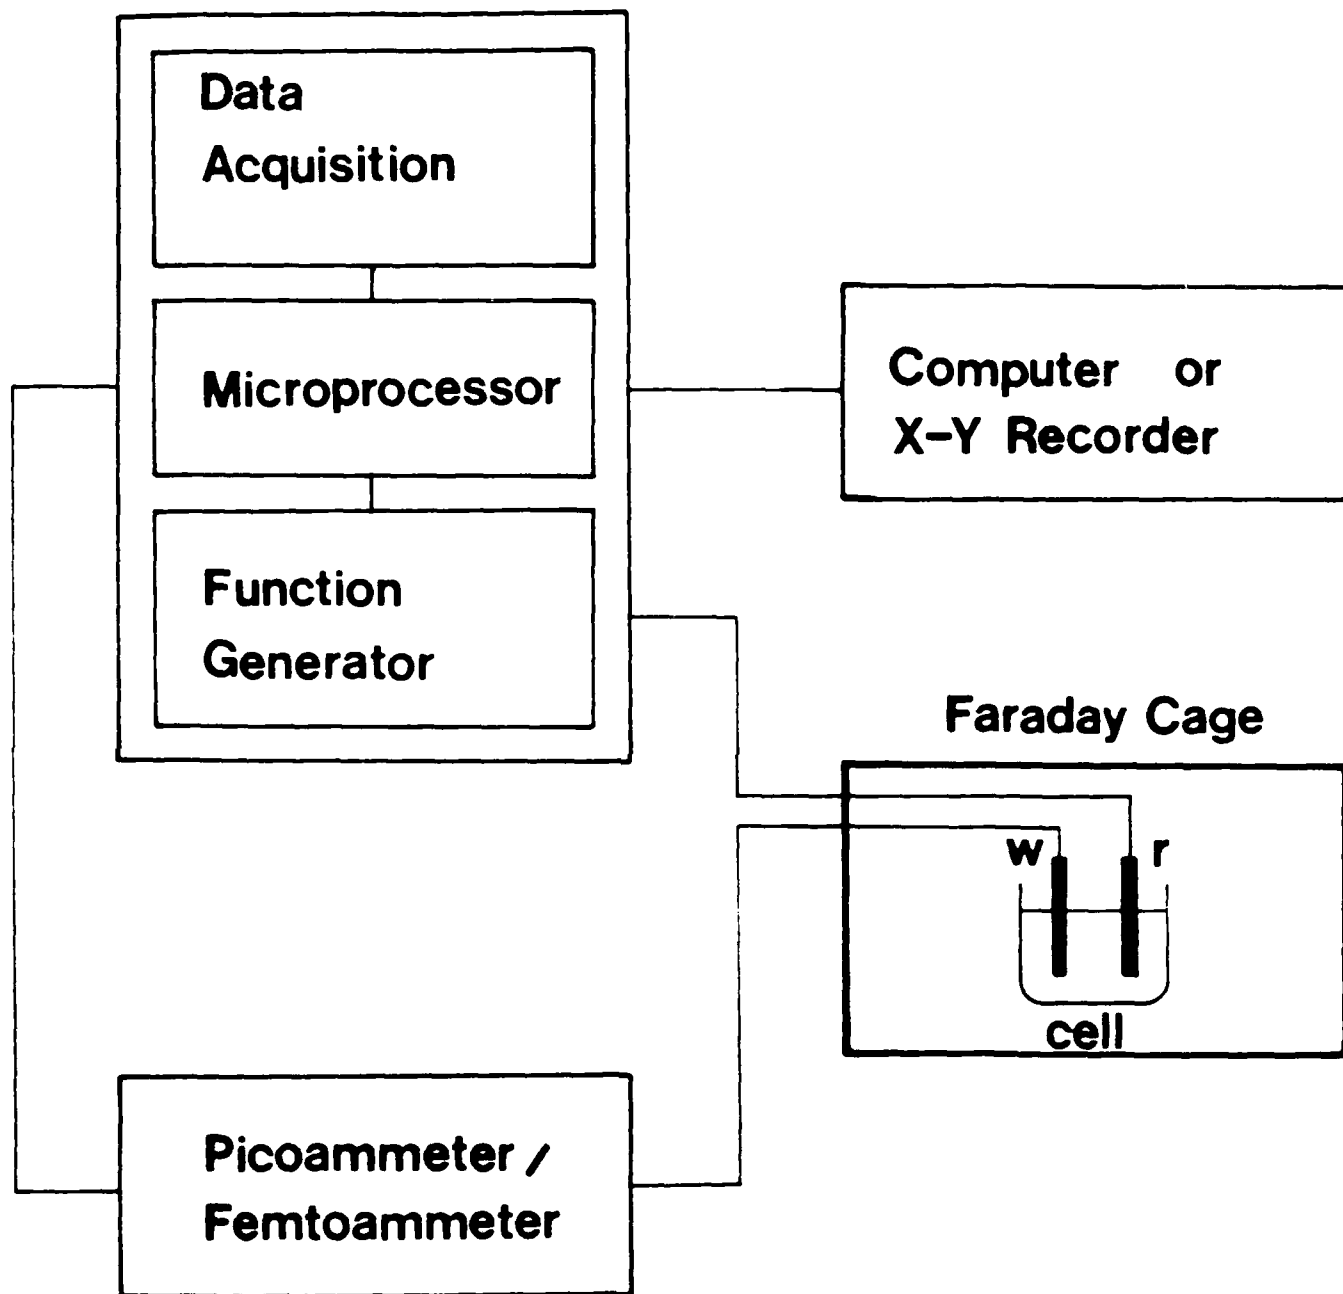 Data
Acquisition
Microprocessor
Function
Generator
Computer or
X-Y Recorder
Faraday Cage
w r
cell
Picoammeter /
Femtoammeter